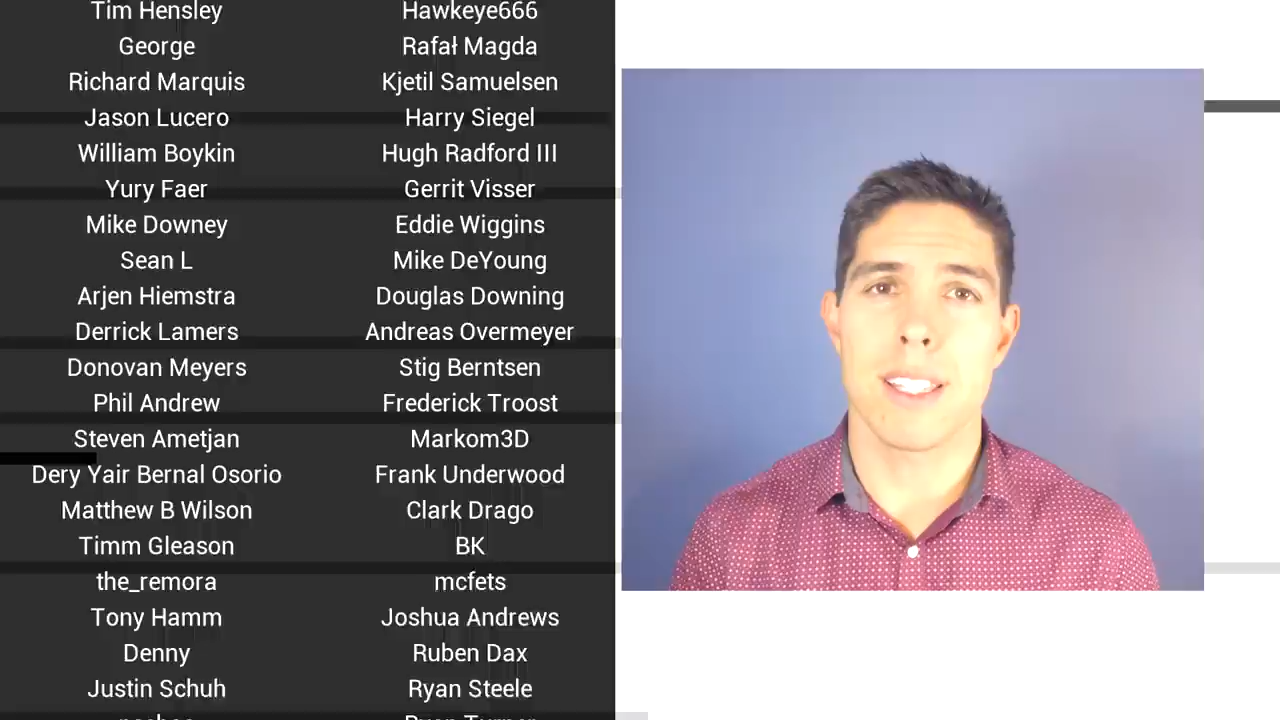 Tim Hensley Hawkeye666
George Rafał Magda
Richard Marquis Kjetil Samuelsen
Jason Lucero Harry Siegel
William Boykin Hugh Radford III
Yury Faer Gerrit Visser
Mike Downey Eddie Wiggins
Sean L Mike DeYoung
Arjen Hiemstra Douglas Downing
Derrick Lamers Andreas Overmeyer
Donovan Meyers Stig Berntsen
Phil Andrew Frederick Troost
Steven Ametjan Markom3D
Dery Yair Bernal Osorio Frank Underwood
Matthew B Wilson Clark Drago
Timm Gleason BK
the_remora mcfets
Tony Hamm Joshua Andrews
Denny Ruben Dax
Justin Schuh Ryan Steele